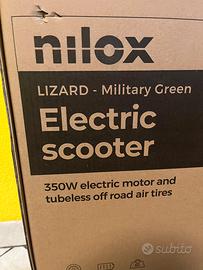 nilox
LIZARD - Military Green
Electric
scooter
350W electric motor and
tubeless off road air tires
subito